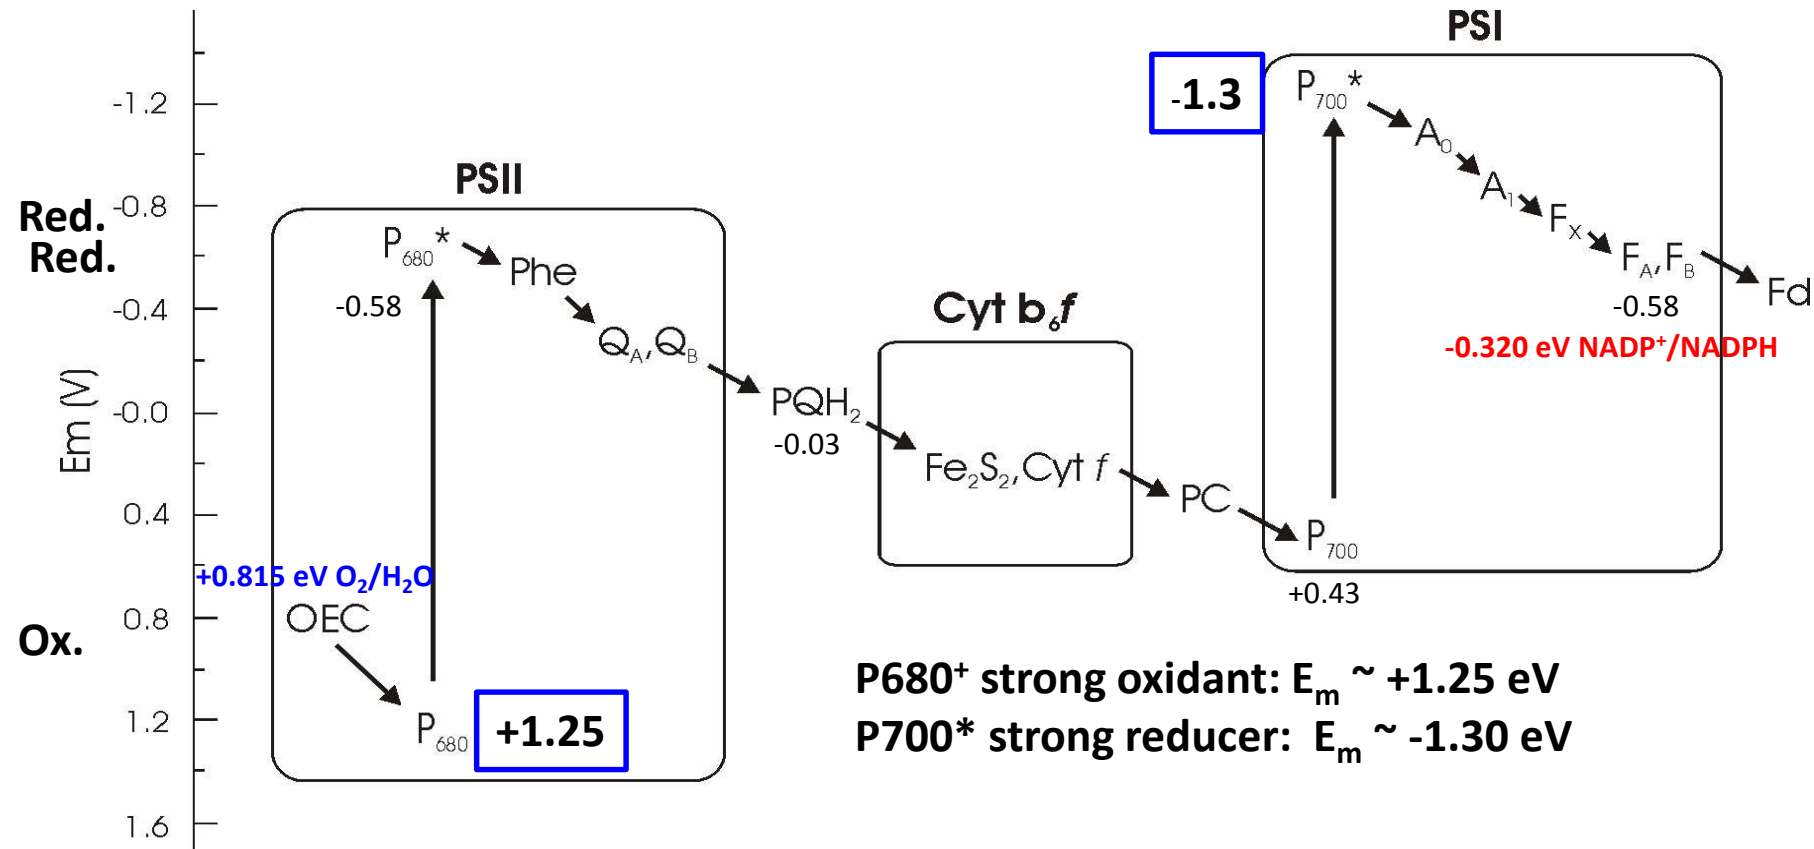 PSI
-1.3
P700*
-1.2
A0
PSII
A1
Red.
-0.8
Fx
Red.
P680*
Phe
FA, FB
Fd
-0.58
-0.4
-0.58
Cyt b6f
QA, QB
-0.320 eV NADP+/NADPH
Em (V)
-0.0
PQH2
-0.03
Fe2S2, Cyt f
PC
0.4
P700
+0.815 eV O2/H2O
+0.43
OEC
0.8
Ox.
P680+ strong oxidant: Em ~ +1.25 eV
1.2
P680
+1.25
P700* strong reducer: Em ~ -1.30 eV
1.6